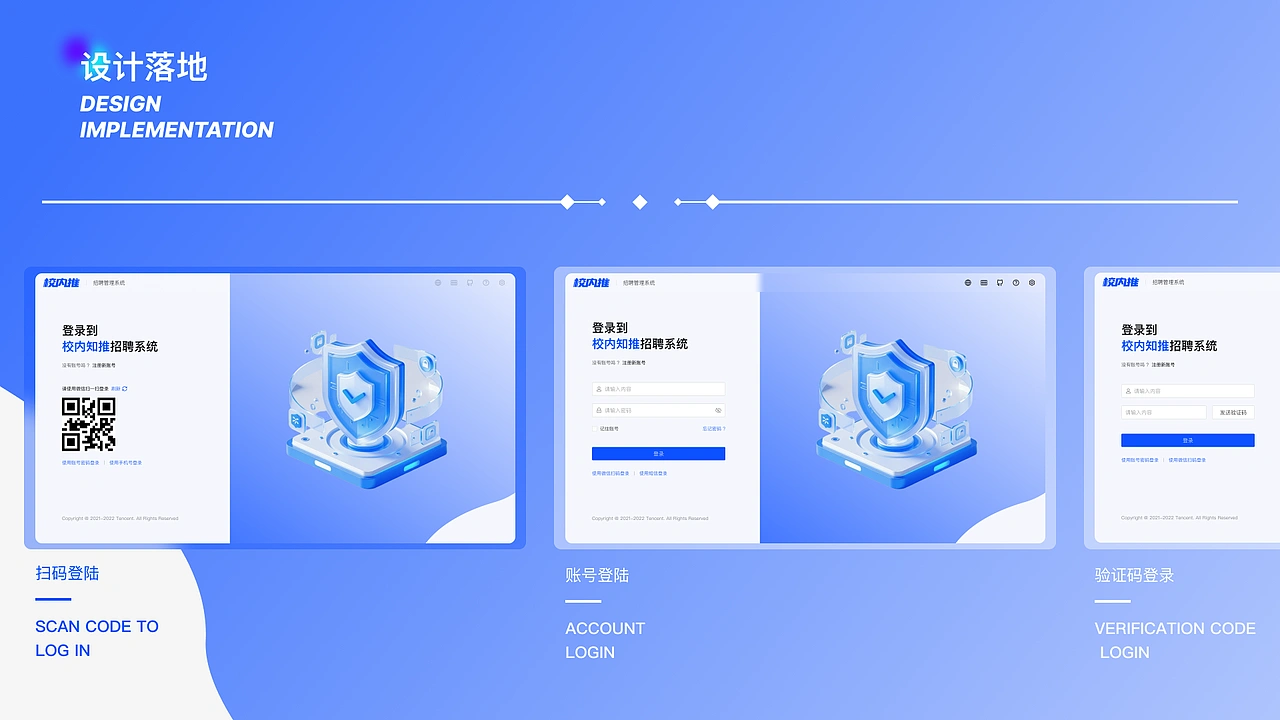 设计落地
DESIGN
IMPLEMENTATION
校内推 招聘管理系统
登录到
校内知推招聘系统
没有账号吗？ 注册新账号
请使用微信扫一扫登录 刷新
使用账号密码登录 | 使用手机号登录
Copyright © 2021-2022 Tencent. All Rights Reserved
扫码登陆
SCAN CODE TO
LOG IN
校内推 招聘管理系统
登录到
校内知推招聘系统
没有账号吗？ 注册新账号
请输入内容
请输入密码
记住账号 忘记密码？
登录
使用微信扫码登录 | 使用短信登录
Copyright © 2021-2022 Tencent. All Rights Reserved
账号登陆
ACCOUNT
LOGIN
校内推 招聘管理系统
登录到
校内知推招聘系统
没有账号吗？ 注册新账号
请输入内容
请输入内容 发送验证码
登录
使用账号密码登录 | 使用微信扫码登录
Copyright © 2021-2022 Tencent. All Rights Reserved
验证码登录
VERIFICATION CODE
LOGIN